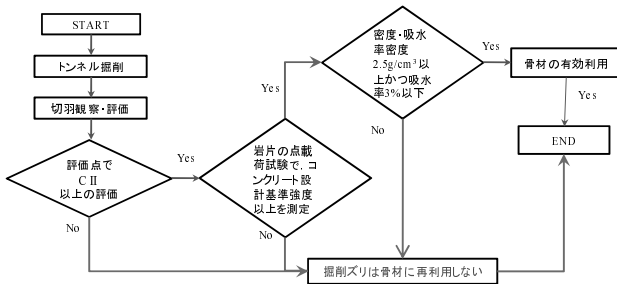 START
トンネル掘削
切羽観察・評価
評価点で
CⅡ
以上の評価
Yes
No
岩片の点載
荷試験で，コ
ンクリート設
計基準強度
以上を測定
Yes
No
密度・吸水
率密度
2.5g/cm³以
上かつ吸水
率3%以下
Yes
No
骨材の有効利用
Yes
END
掘削ズリは骨材に再利用しない